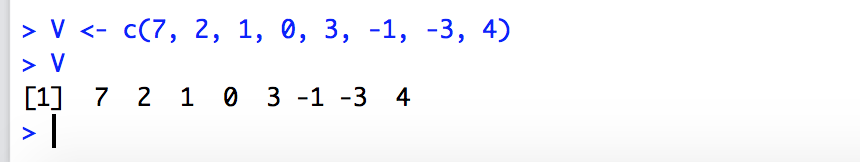 > V <- c(7, 2, 1, 0, 3, -1, -3, 4)
> V
[1]  7  2  1  0  3 -1 -3  4
>